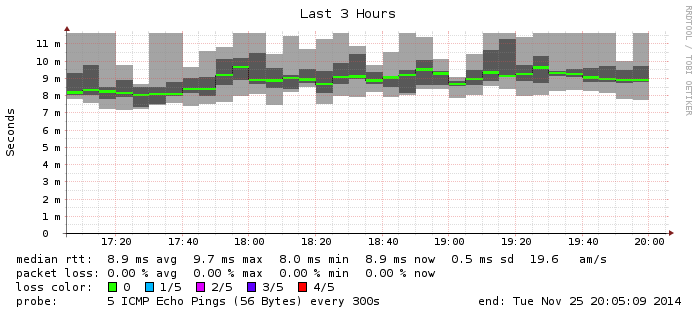 Last 3 Hours
RRDTOOL / TOBI OETIKER
Seconds
11 m
10 m
9 m
8 m
7 m
6 m
5 m
4 m
3 m
2 m
1 m
0
17:20 17:40 18:00 18:20 18:40 19:00 19:20 19:40 20:00
median rtt: 8.9 ms avg 9.7 ms max 8.0 ms min 8.9 ms now 0.5 ms sd 19.6 am/s
packet loss: 0.00 % avg 0.00 % max 0.00 % min 0.00 % now
loss color: 0 1/5 2/5 3/5 4/5
probe: 5 ICMP Echo Pings (56 Bytes) every 300s end: Tue Nov 25 20:05:09 2014